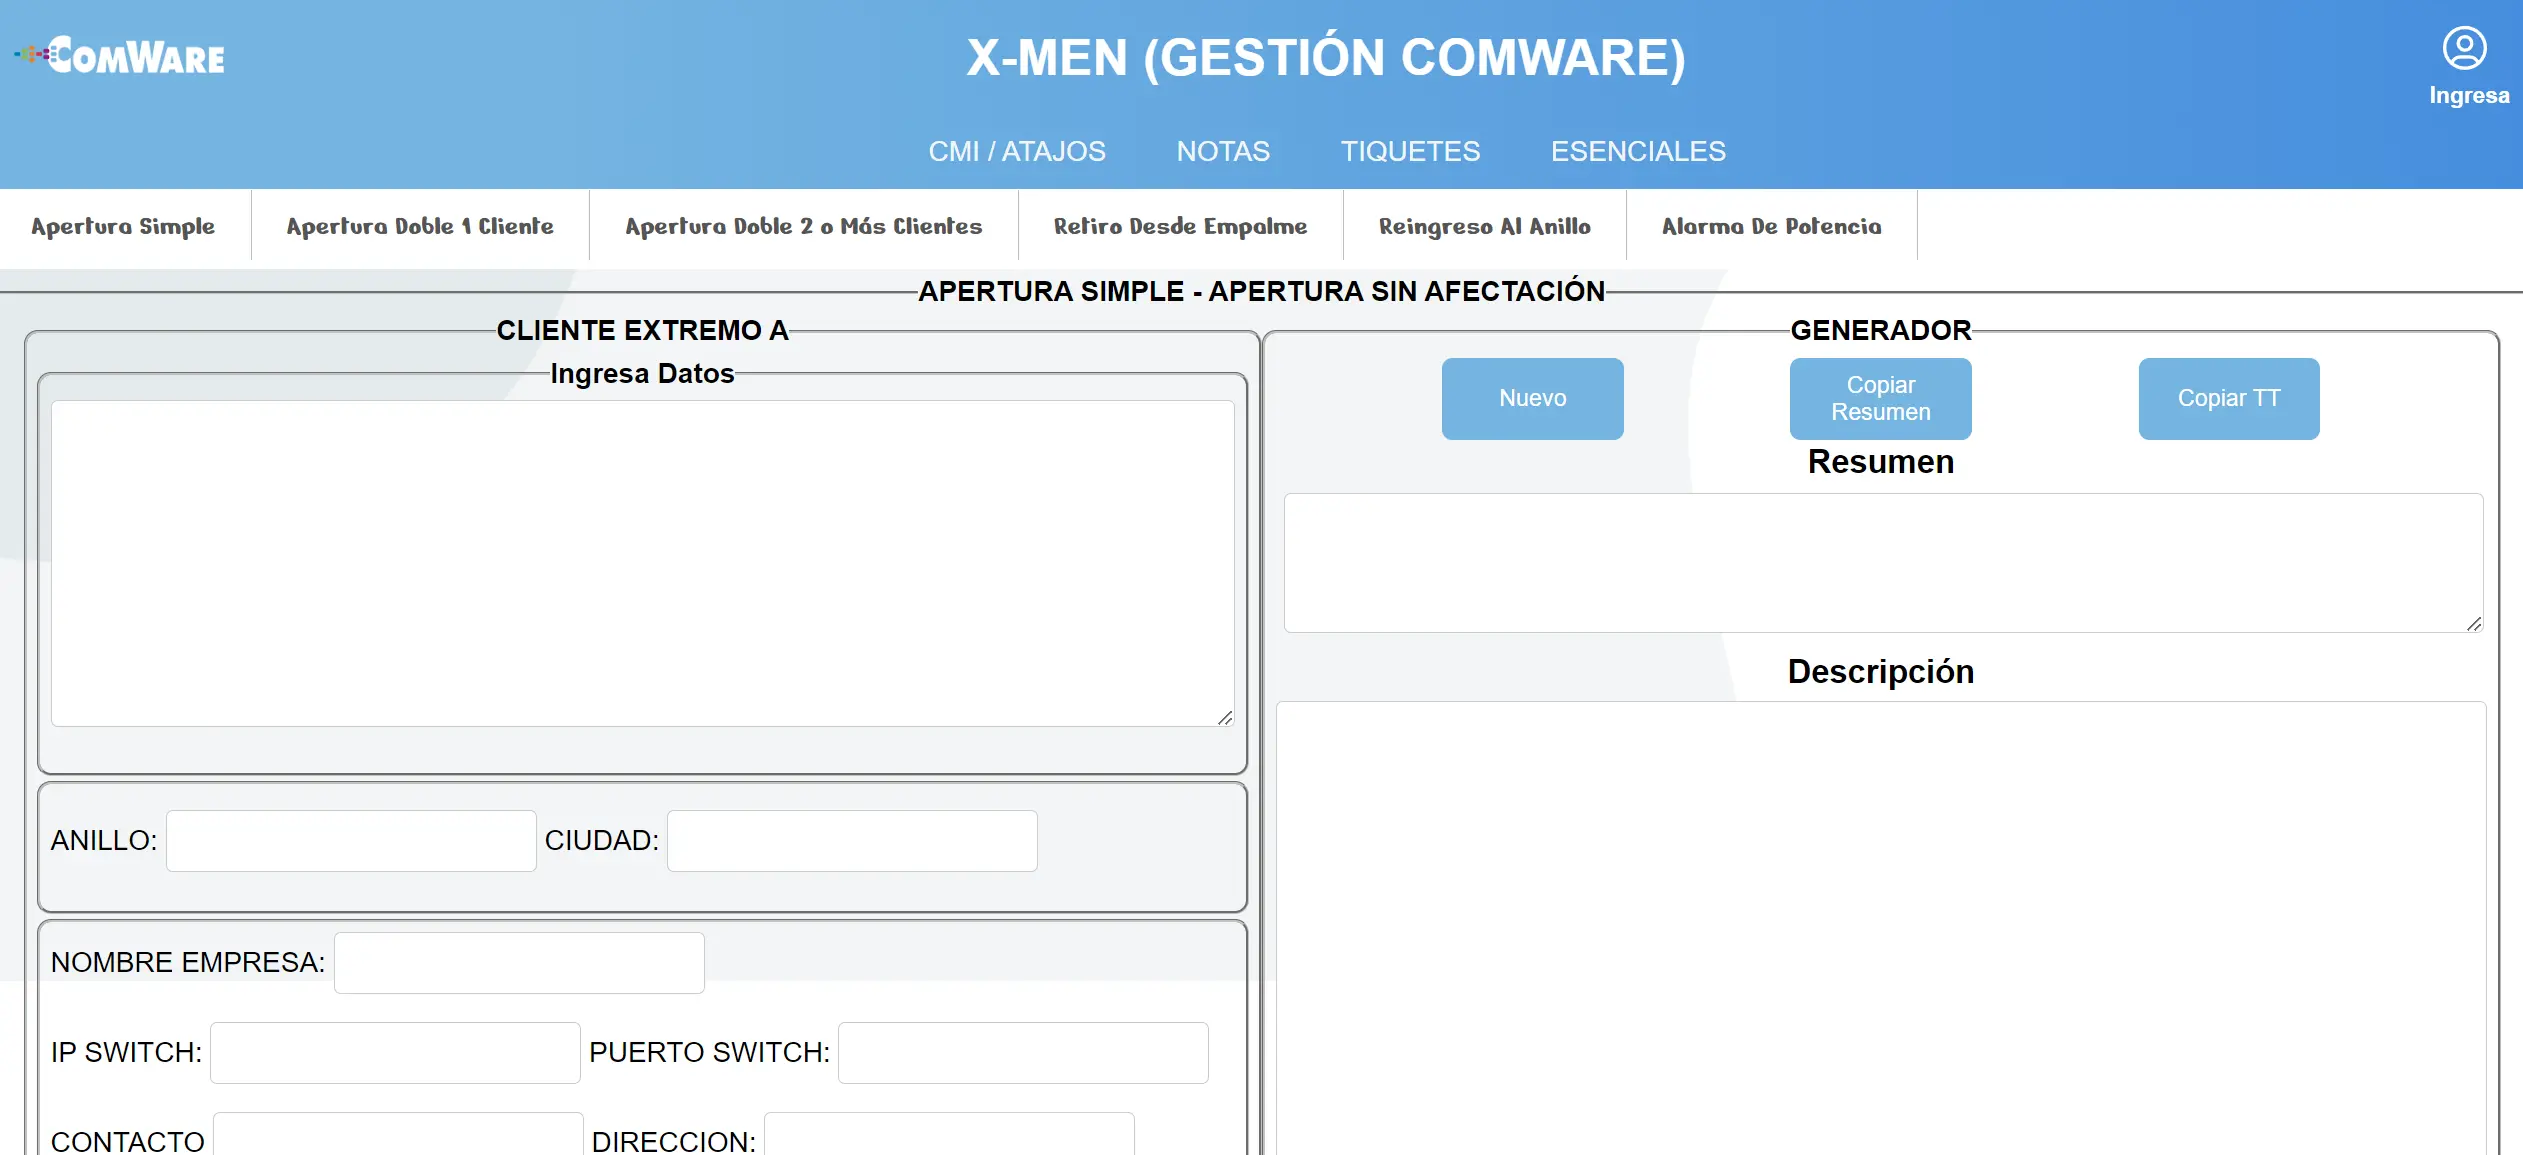 COMWARE
X-MEN (GESTIÓN COMWARE)
Ingresa
CMI / ATAJOS NOTAS TIQUETES ESENCIALES
Apertura Simple Apertura Doble 1 Cliente Apertura Doble 2 o Más Clientes Retiro Desde Empalme Reingreso Al Anillo Alarma De Potencia
APERTURA SIMPLE - APERTURA SIN AFECTACIÓN
CLIENTE EXTREMO A
Ingresa Datos
ANILLO: CIUDAD:
NOMBRE EMPRESA:
IP SWITCH: PUERTO SWITCH:
CONTACTO DIRECCION:
GENERADOR
Nuevo
Copiar
Resumen
Copiar TT
Resumen
Descripción